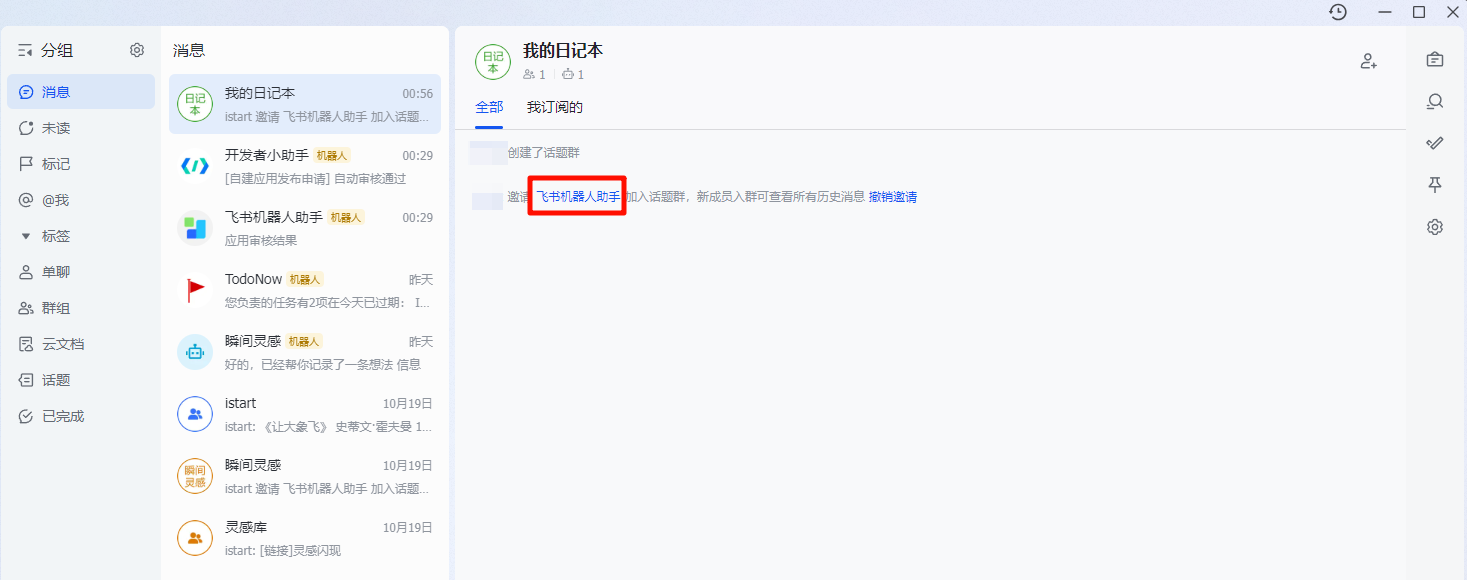 分组
消息
未读
标记
@我
标签
单聊
群组
云文档
话题
已完成
消息
日记
本
我的日记本
00:56
istart 邀请 飞书机器人助手 加入话题...
开发者小助手 机器人
00:29
[自建应用发布申请] 自动审核通过
飞书机器人助手 机器人
00:29
应用审核结果
TodoNow 机器人
昨天
您负责的任务有2项在今天已过期： I...
瞬间灵感 机器人
昨天
好的，已经帮你记录了一条想法 信息
istart
10月19日
istart: 《让大象飞》 史蒂文·霍夫曼 1...
瞬间
灵感
瞬间灵感
10月19日
istart 邀请 飞书机器人助手 加入话题...
灵感库
10月19日
istart: [链接]灵感闪现
日记
本
我的日记本
1
1
全部
我订阅的
创建了话题群
邀请 飞书机器人助手 加入话题群，新成员入群可查看所有历史消息 撤销邀请